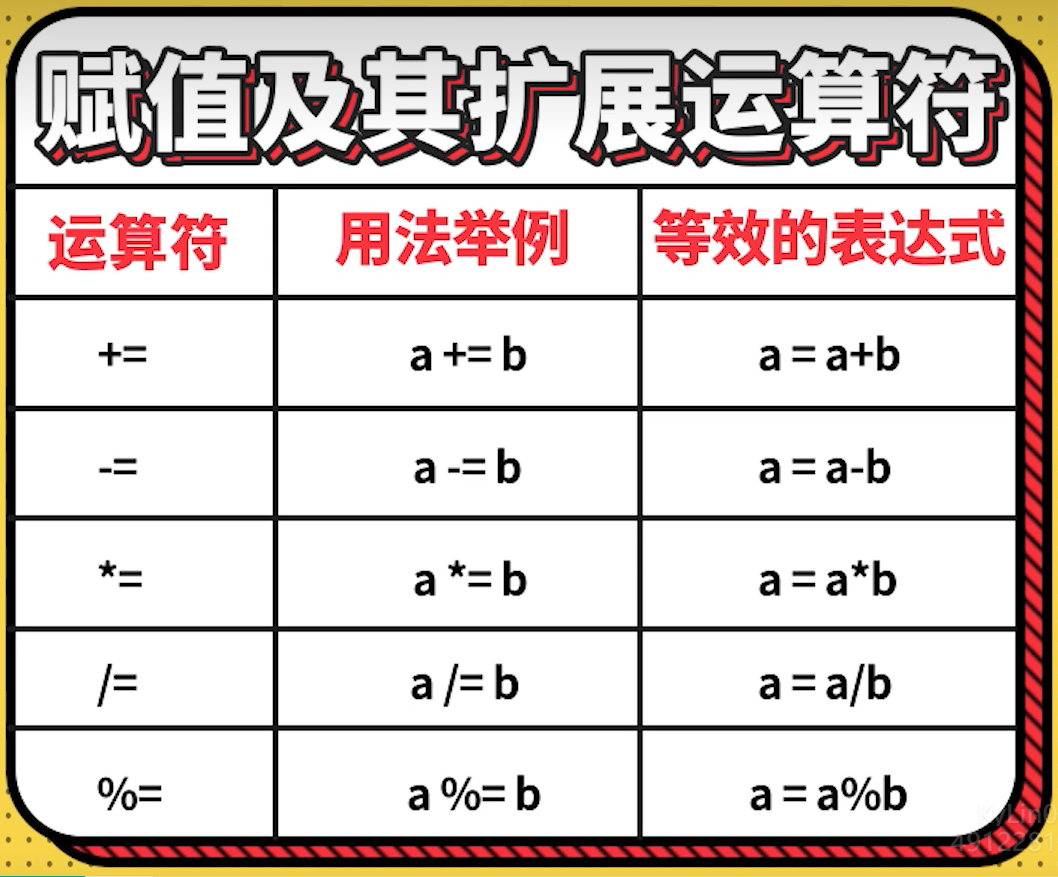 赋值及其扩展运算符
运算符 用法举例 等效的表达式
+= a += b a = a+b
-= a -= b a = a-b
*= a *= b a = a*b
/= a /= b a = a/b
%= a %= b a = a%b